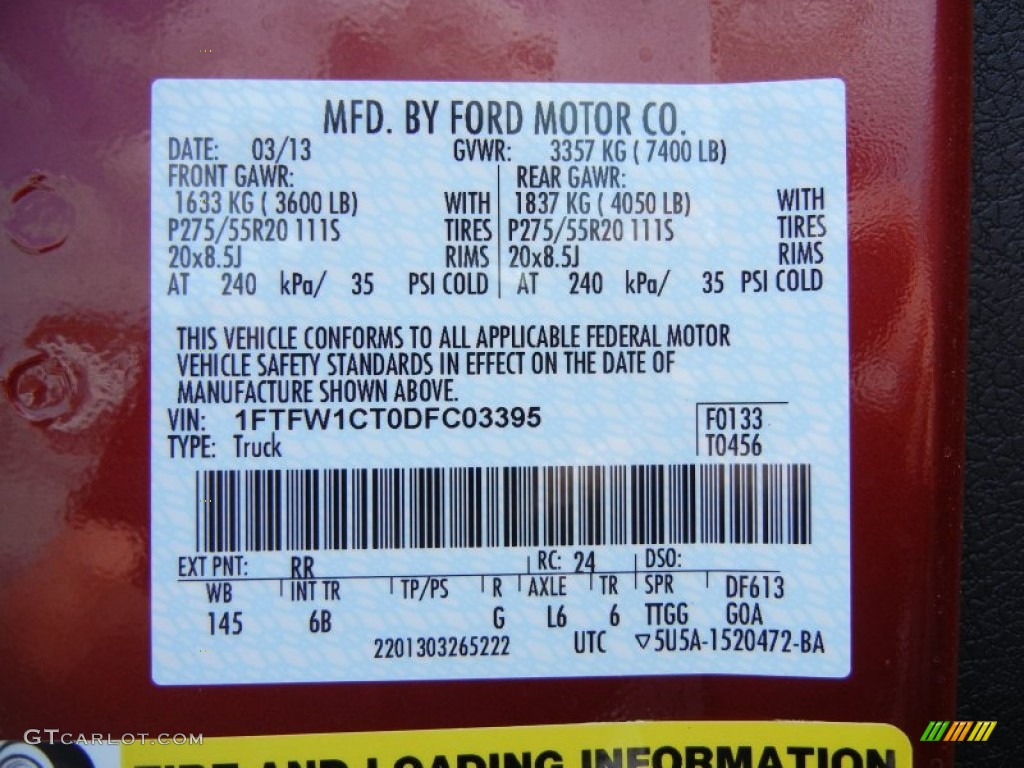 MFD. BY FORD MOTOR CO.
DATE: 03/13 GVWR: 3357 KG ( 7400 LB)
FRONT GAWR: REAR GAWR:
1633 KG ( 3600 LB) WITH 1837 KG ( 4050 LB) WITH
P275/55R20 111S TIRES P275/55R20 111S TIRES
20x8.5J RIMS 20x8.5J RIMS
AT 240 kPa/ 35 PSI COLD AT 240 kPa/ 35 PSI COLD
THIS VEHICLE CONFORMS TO ALL APPLICABLE FEDERAL MOTOR
VEHICLE SAFETY STANDARDS IN EFFECT ON THE DATE OF
MANUFACTURE SHOWN ABOVE.
VIN: 1FTFW1CT0DFC03395 F0133
TYPE: Truck T0456
EXT PNT: RR RC: 24 DSO:
WB INT TR TP/PS R AXLE TR SPR DF613
145 6B G L6 6 TTGG GOA
2201303265222 UTC ▽5U5A-1520472-BA
GTCARLOT.COM
TIRE AND LOADING INFORMATION